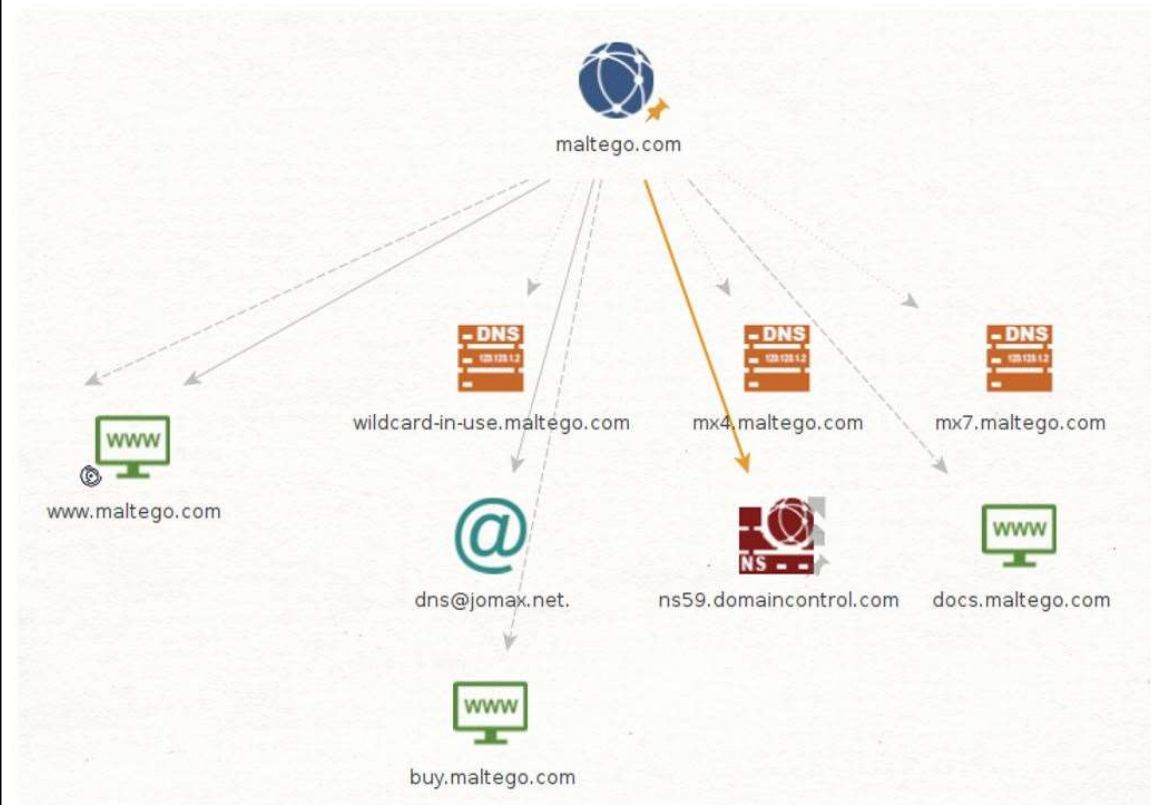 maltego.com
DNS
DNS
DNS
wildcard-in-use.maltego.com
mx4.maltego.com
mx7.maltego.com
www
www.maltego.com
@
NS
www
dns@jomax.net.
ns59.domaincontrol.com
docs.maltego.com
www
buy.maltego.com